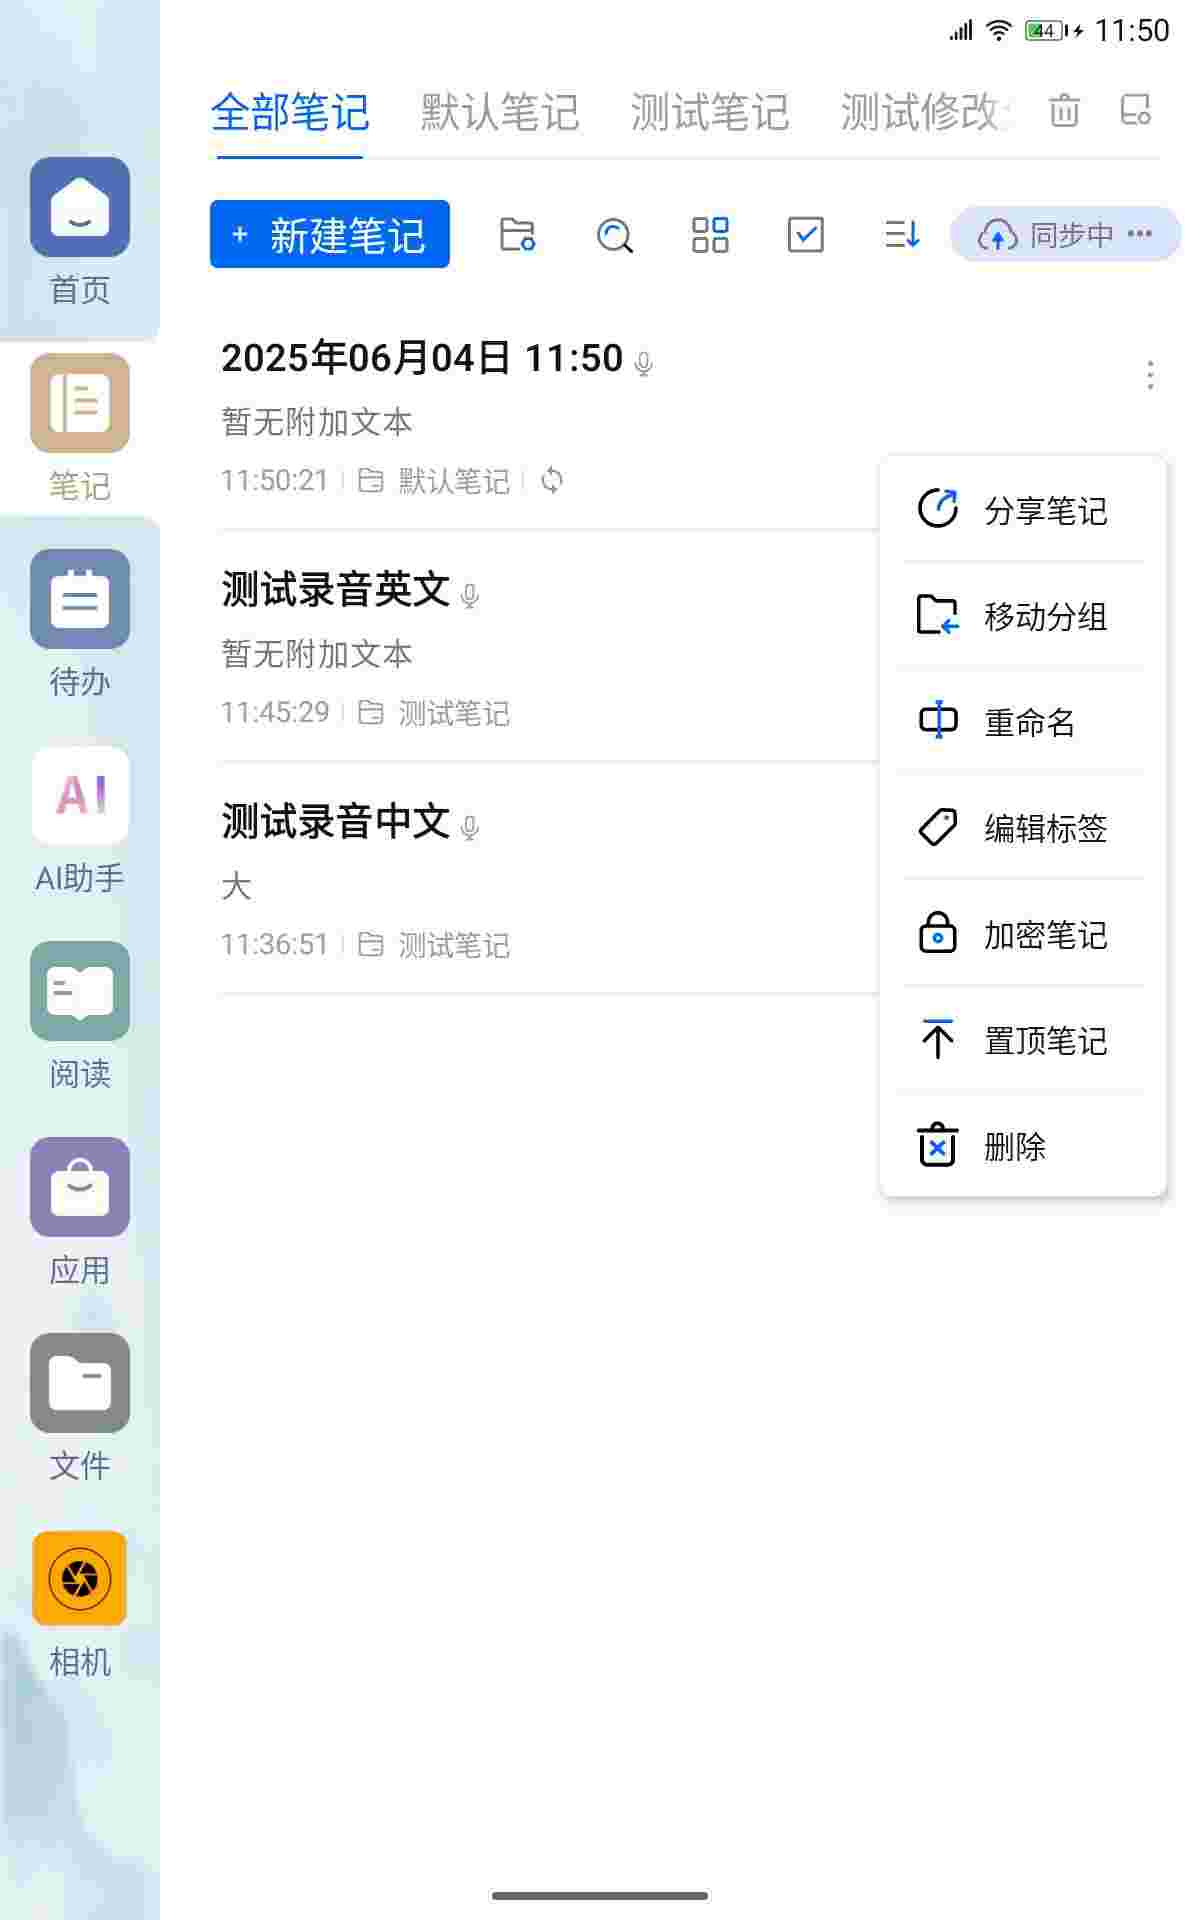 44 11:50
全部笔记 默认笔记 测试笔记 测试修改
+ 新建笔记 同步中 •••
首页
笔记
待办
AI
AI助手
阅读
应用
文件
相机
2025年06月04日 11:50
暂无附加文本
11:50:21 默认笔记
测试录音英文
暂无附加文本
11:45:29 测试笔记
测试录音中文
大
11:36:51 测试笔记
分享笔记
移动分组
重命名
编辑标签
加密笔记
置顶笔记
删除